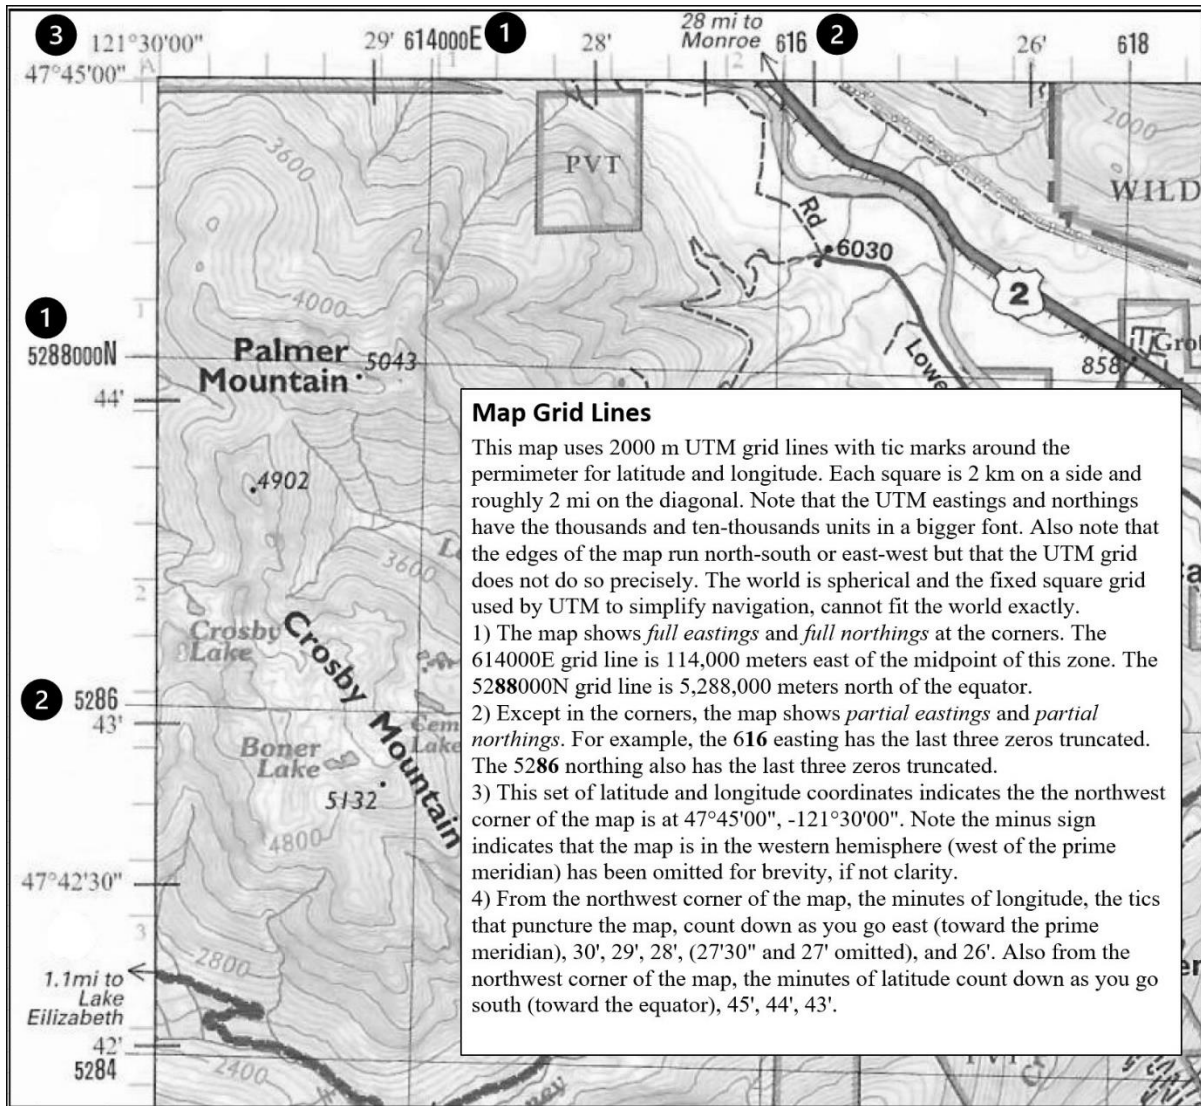 3 121°30'00" 29' 614000E 1 28' 28 mi to 616 2 26' 618
Monroe
47°45'00" A 1 2
3600
PVT
2000
WILD
Rd
6030
1
4000
2
1
5288000N
Palmer 5043
Mountain
858
Lowe
44'
4902
3600
2
Crosby
Lake
Crosby Mountain
2 5286
43'
Boner
Lake
5132
4800
47°42'30"
3
2800
1.1mi to
Lake
Eilizabeth
42'
5284
2400
Map Grid Lines
This map uses 2000 m UTM grid lines with tic marks around the
permimeter for latitude and longitude. Each square is 2 km on a side and
roughly 2 mi on the diagonal. Note that the UTM eastings and northings
have the thousands and ten-thousands units in a bigger font. Also note that
the edges of the map run north-south or east-west but that the UTM grid
does not do so precisely. The world is spherical and the fixed square grid
used by UTM to simplify navigation, cannot fit the world exactly.
1) The map shows full eastings and full northings at the corners. The
614000E grid line is 114,000 meters east of the midpoint of this zone. The
5288000N grid line is 5,288,000 meters north of the equator.
2) Except in the corners, the map shows partial eastings and partial
northings. For example, the 616 easting has the last three zeros truncated.
The 5286 northing also has the last three zeros truncated.
3) This set of latitude and longitude coordinates indicates the the northwest
corner of the map is at 47°45'00", -121°30'00". Note the minus sign
indicates that the map is in the western hemisphere (west of the prime
meridian) has been omitted for brevity, if not clarity.
4) From the northwest corner of the map, the minutes of longitude, the tics
that puncture the map, count down as you go east (toward the prime
meridian), 30', 29', 28', (27'30" and 27' omitted), and 26'. Also from the
northwest corner of the map, the minutes of latitude count down as you go
south (toward the equator), 45', 44', 43'.